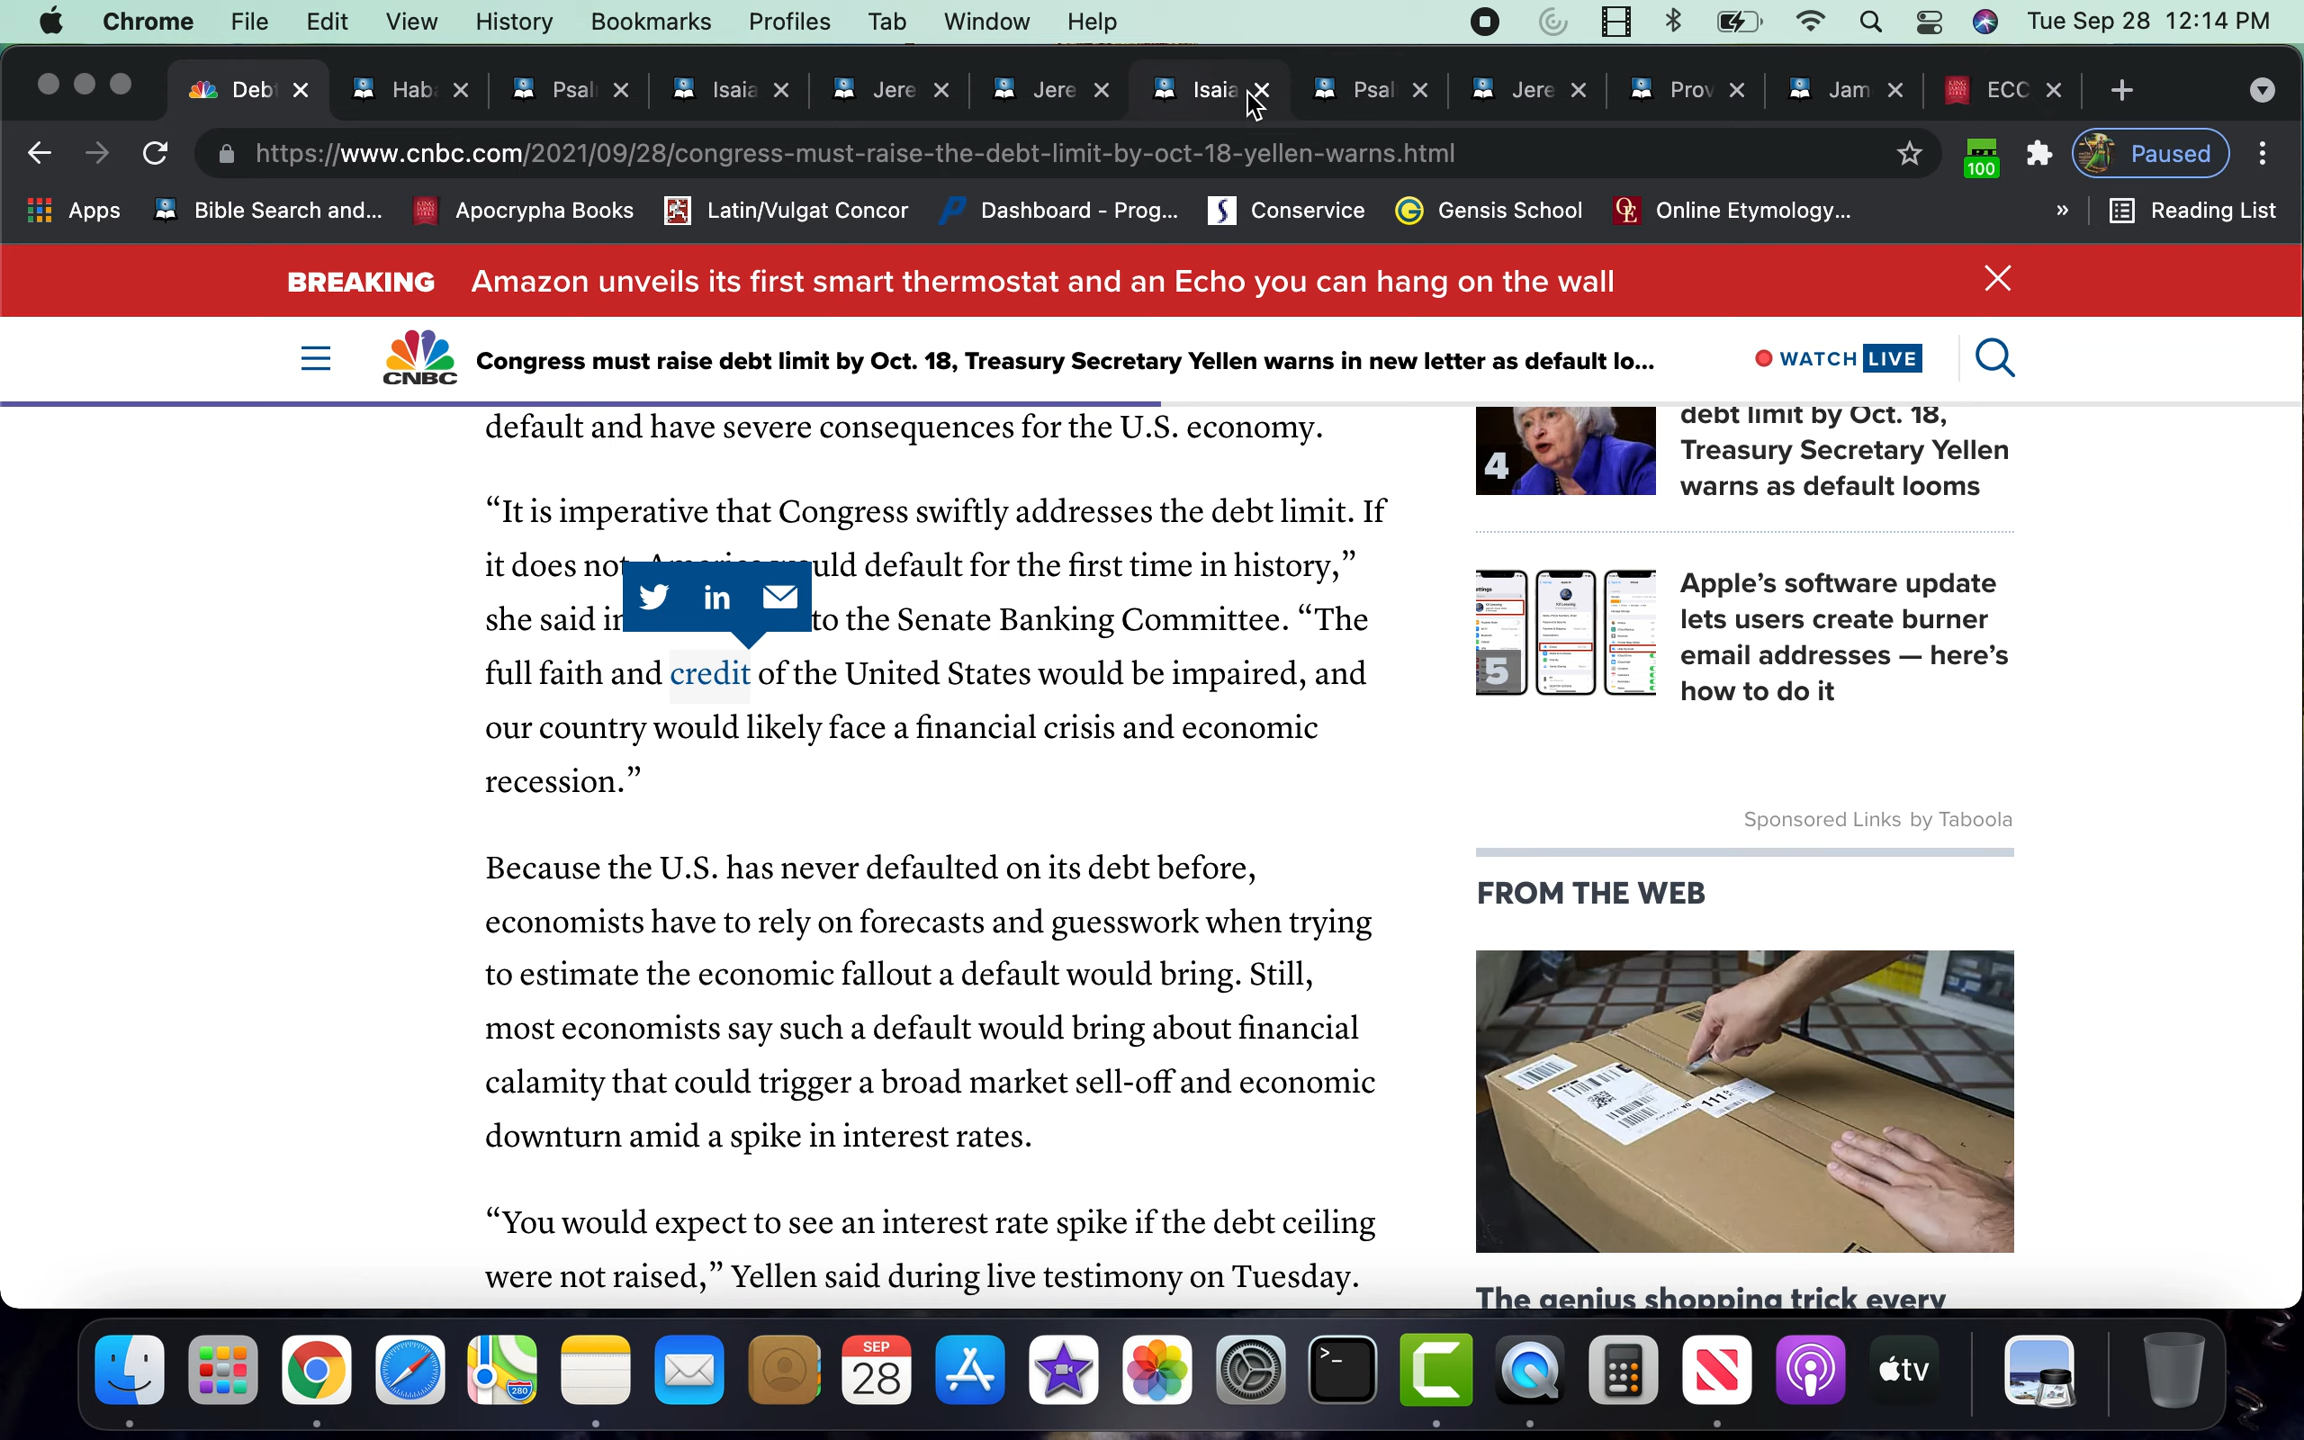 Chrome File Edit View History Bookmarks Profiles Tab Window Help Tue Sep 28 12:14 PM
Deb Hab Psal Isaia Jere Jere Isaia Psal Jere Prov Jam ECC
https://www.cnbc.com/2021/09/28/congress-must-raise-the-debt-limit-by-oct-18-yellen-warns.html 100 Paused
Apps Bible Search and... Apocrypha Books Latin/Vulgat Concor Dashboard - Prog... Conservice Gensis School Online Etymology... » Reading List
BREAKING Amazon unveils its first smart thermostat and an Echo you can hang on the wall
CNBC Congress must raise debt limit by Oct. 18, Treasury Secretary Yellen warns in new letter as default lo... WATCH LIVE
default and have severe consequences for the U.S. economy.
“It is imperative that Congress swiftly addresses the debt limit. If
it does not, America would default for the first time in history,”
she said in to the Senate Banking Committee. “The
full faith and credit of the United States would be impaired, and
our country would likely face a financial crisis and economic
recession.”
Because the U.S. has never defaulted on its debt before,
economists have to rely on forecasts and guesswork when trying
to estimate the economic fallout a default would bring. Still,
most economists say such a default would bring about financial
calamity that could trigger a broad market sell-off and economic
downturn amid a spike in interest rates.
“You would expect to see an interest rate spike if the debt ceiling
were not raised,” Yellen said during live testimony on Tuesday.
in
4
debt limit by Oct. 18,
Treasury Secretary Yellen
warns as default looms
5
Apple’s software update
lets users create burner
email addresses — here’s
how to do it
Sponsored Links by Taboola
FROM THE WEB
111
The genius shopping trick every
280
SEP
28
tv